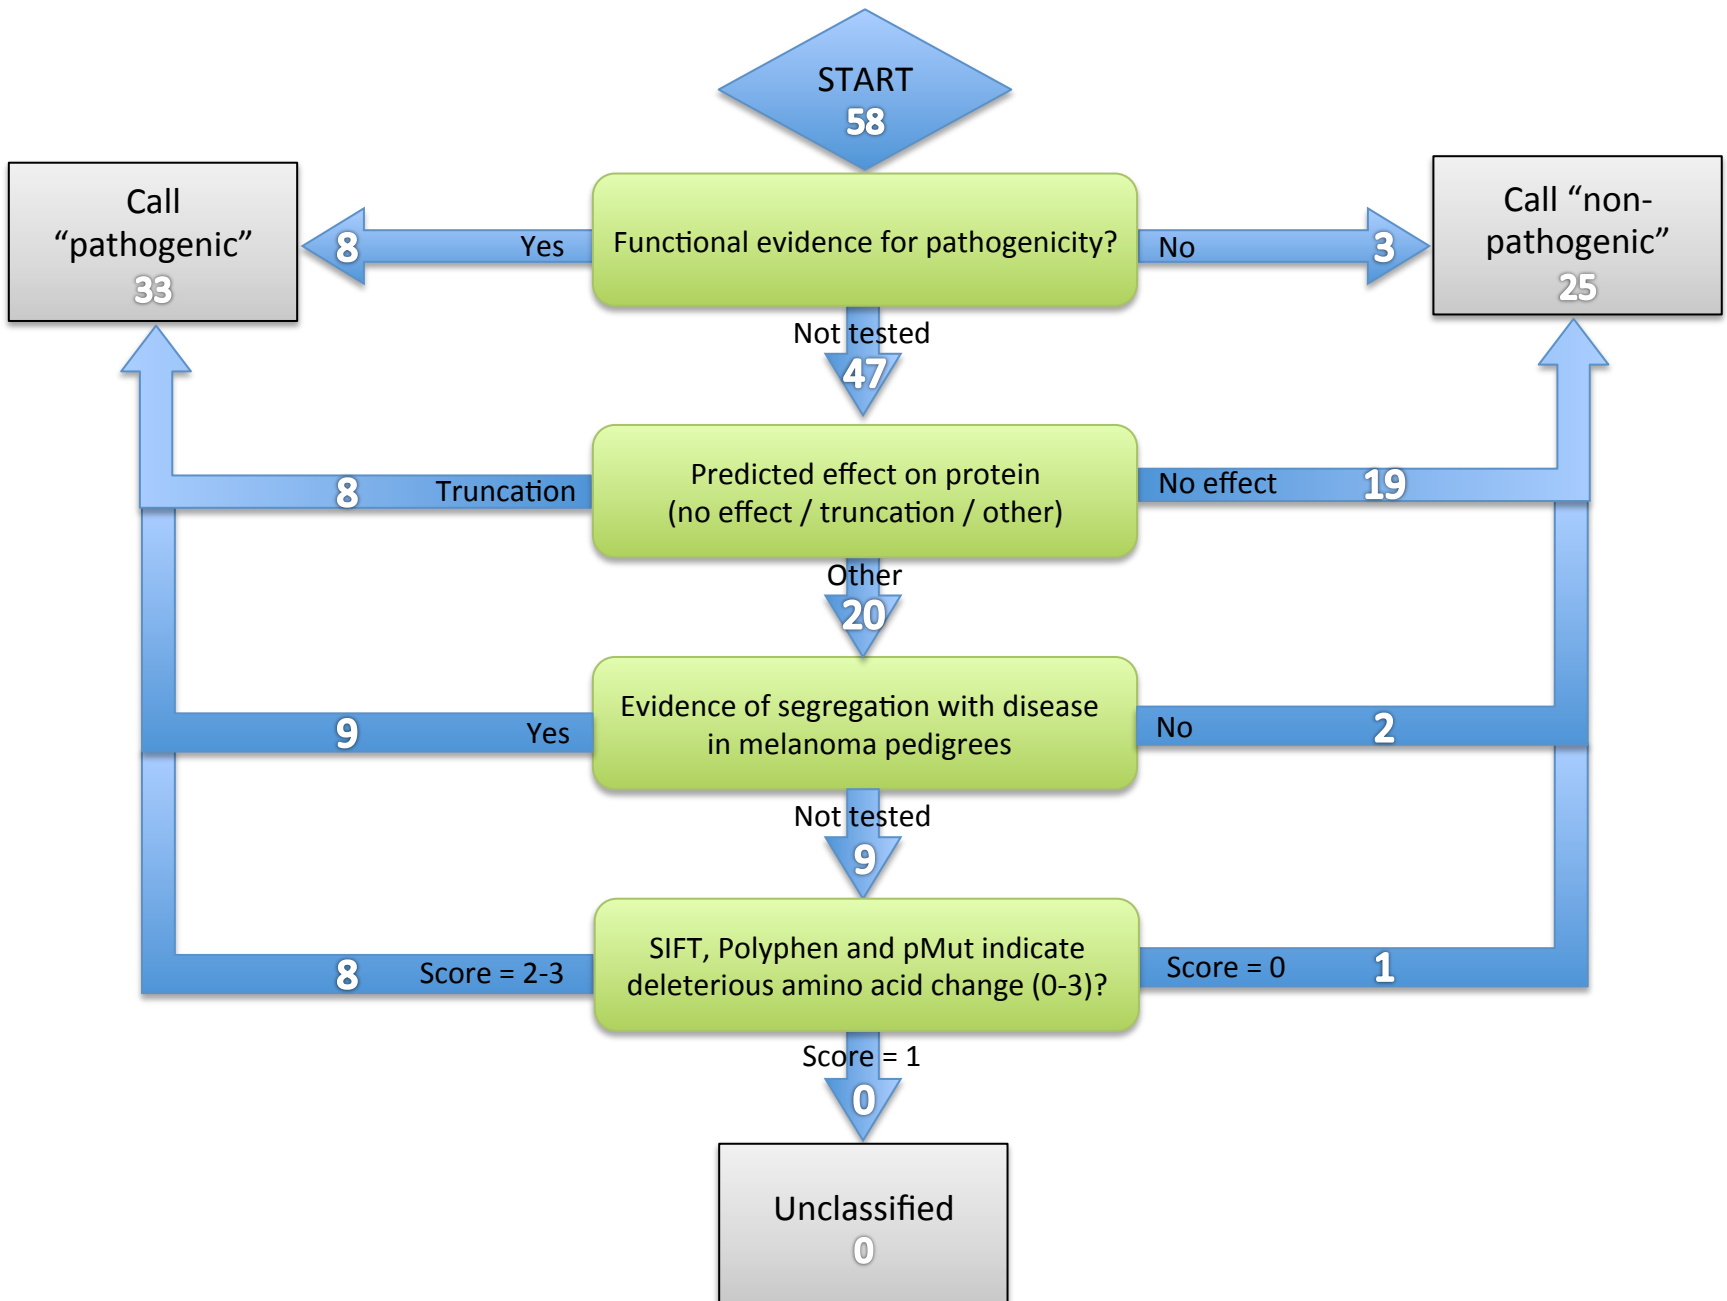 START
58
Call
“pathogenic”
33
8
Yes
Functional evidence for pathogenicity?
No
3
Call “non-
pathogenic”
25
Not tested
47
8
Truncation
Predicted effect on protein
(no effect / truncation / other)
No effect
19
Other
20
9
Yes
Evidence of segregation with disease
in melanoma pedigrees
No
2
Not tested
9
8
Score = 2-3
SIFT, Polyphen and pMut indicate
deleterious amino acid change (0-3)?
Score = 0
1
Score = 1
0
Unclassified
0